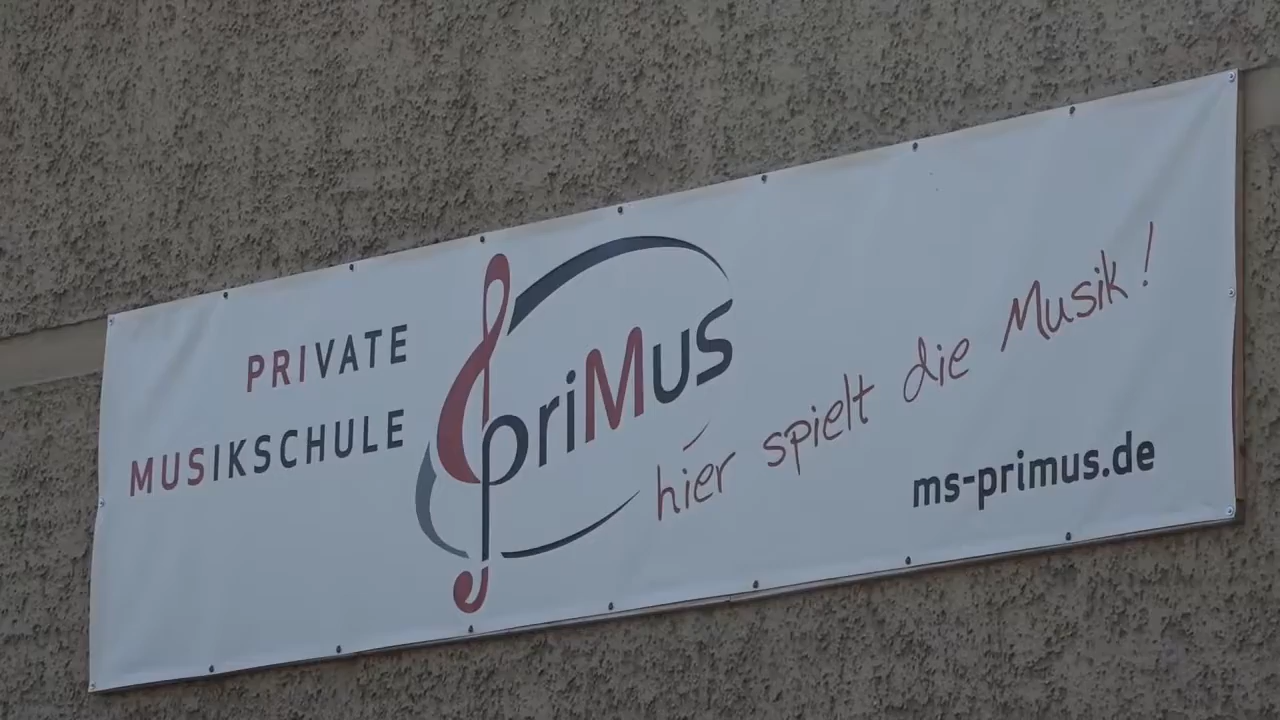 PRIVATE
MUSIKSCHULE
priMus
hier spielt die Musik!
ms-primus.de